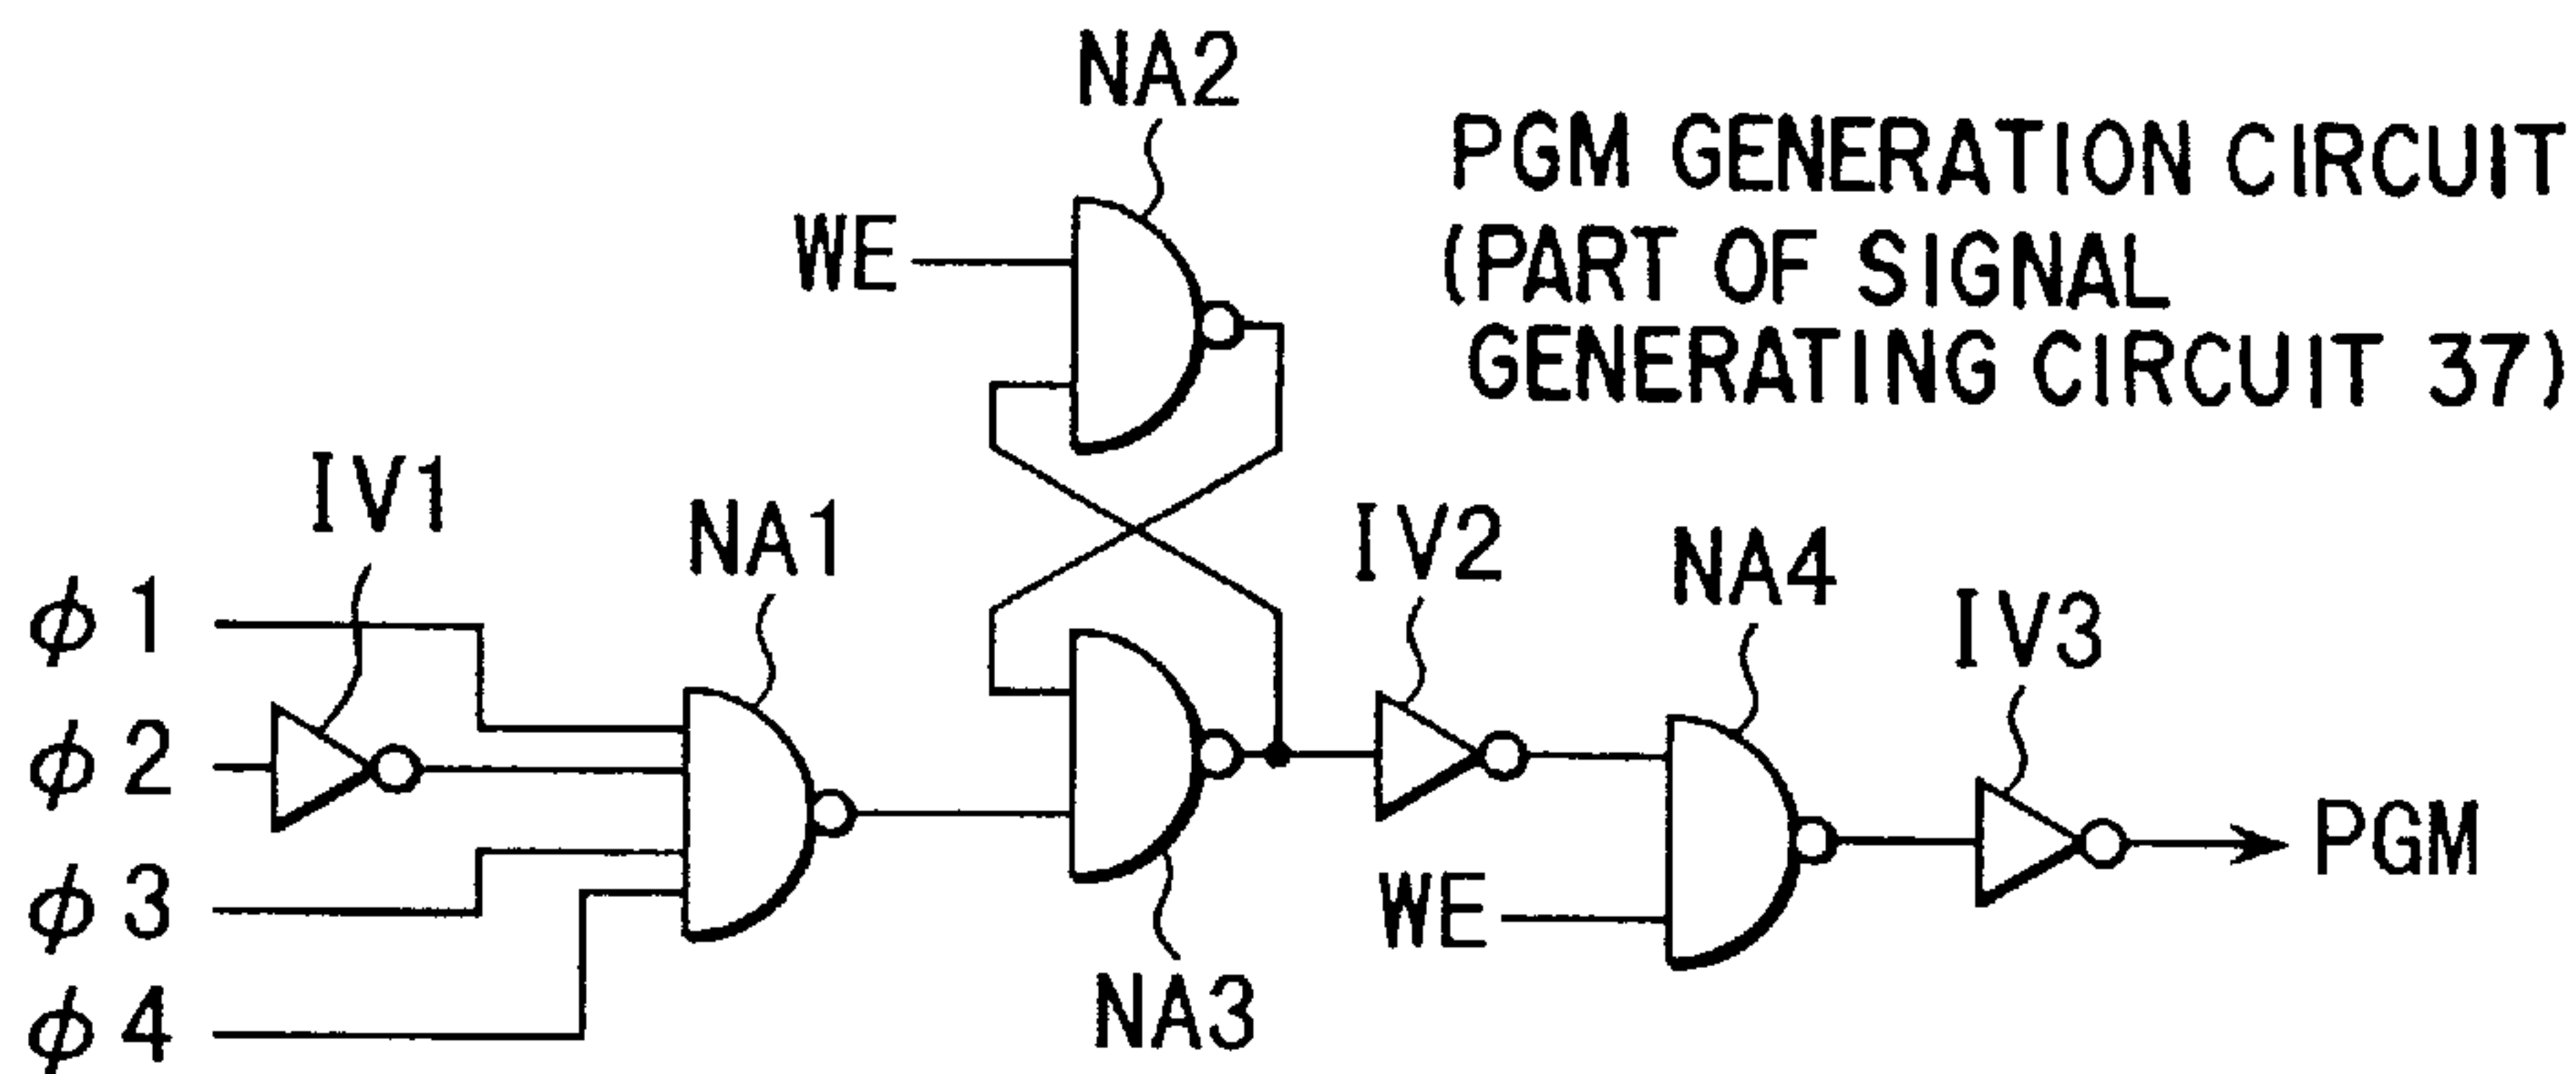 NA2
PGM GENERATION CIRCUIT
(PART OF SIGNAL
GENERATING CIRCUIT 37)
WE
IV1
NA1
IV2
NA4
IV3
ϕ1
ϕ2
ϕ3
ϕ4
WE
PGM
NA3